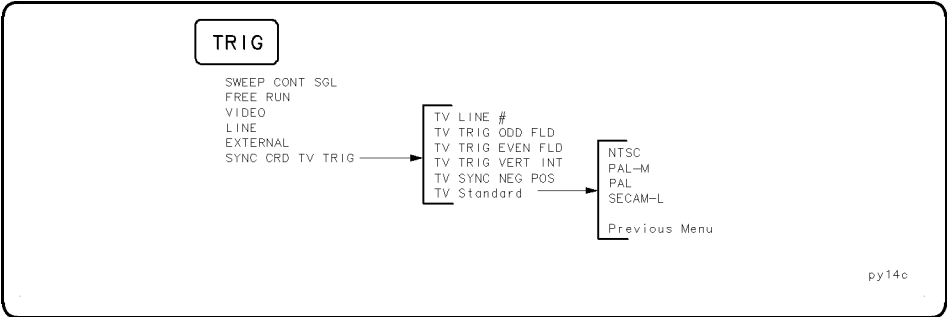 TRIG
SWEEP CONT SGL
FREE RUN
VIDEO
LINE
EXTERNAL
SYNC CRD TV TRIG
TV LINE #
TV TRIG ODD FLD
TV TRIG EVEN FLD
TV TRIG VERT INT
TV SYNC NEG POS
TV Standard
NTSC
PAL-M
PAL
SECAM-L
Previous Menu
py14c